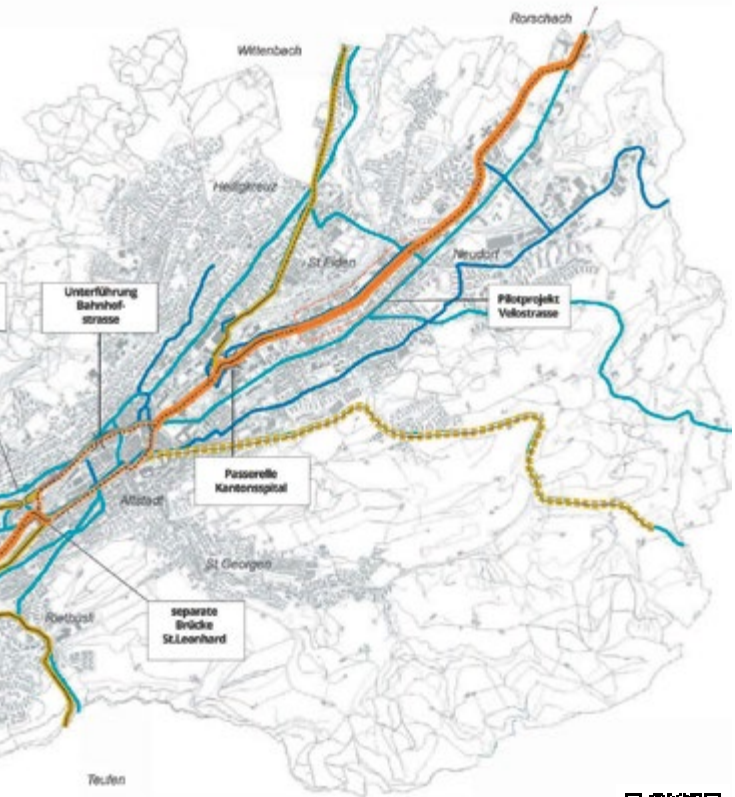 Rorschach
Wittenbach
Heiligkreuz
St.Fiden
Neudorf
Unterführung
Bahnhof-
strasse
Pilotprojekt
Velostrasse
Passerelle
Kantonsspital
Altstadt
St.Georgen
separate
Brücke
St.Leonhard
Riethüsli
Teufen